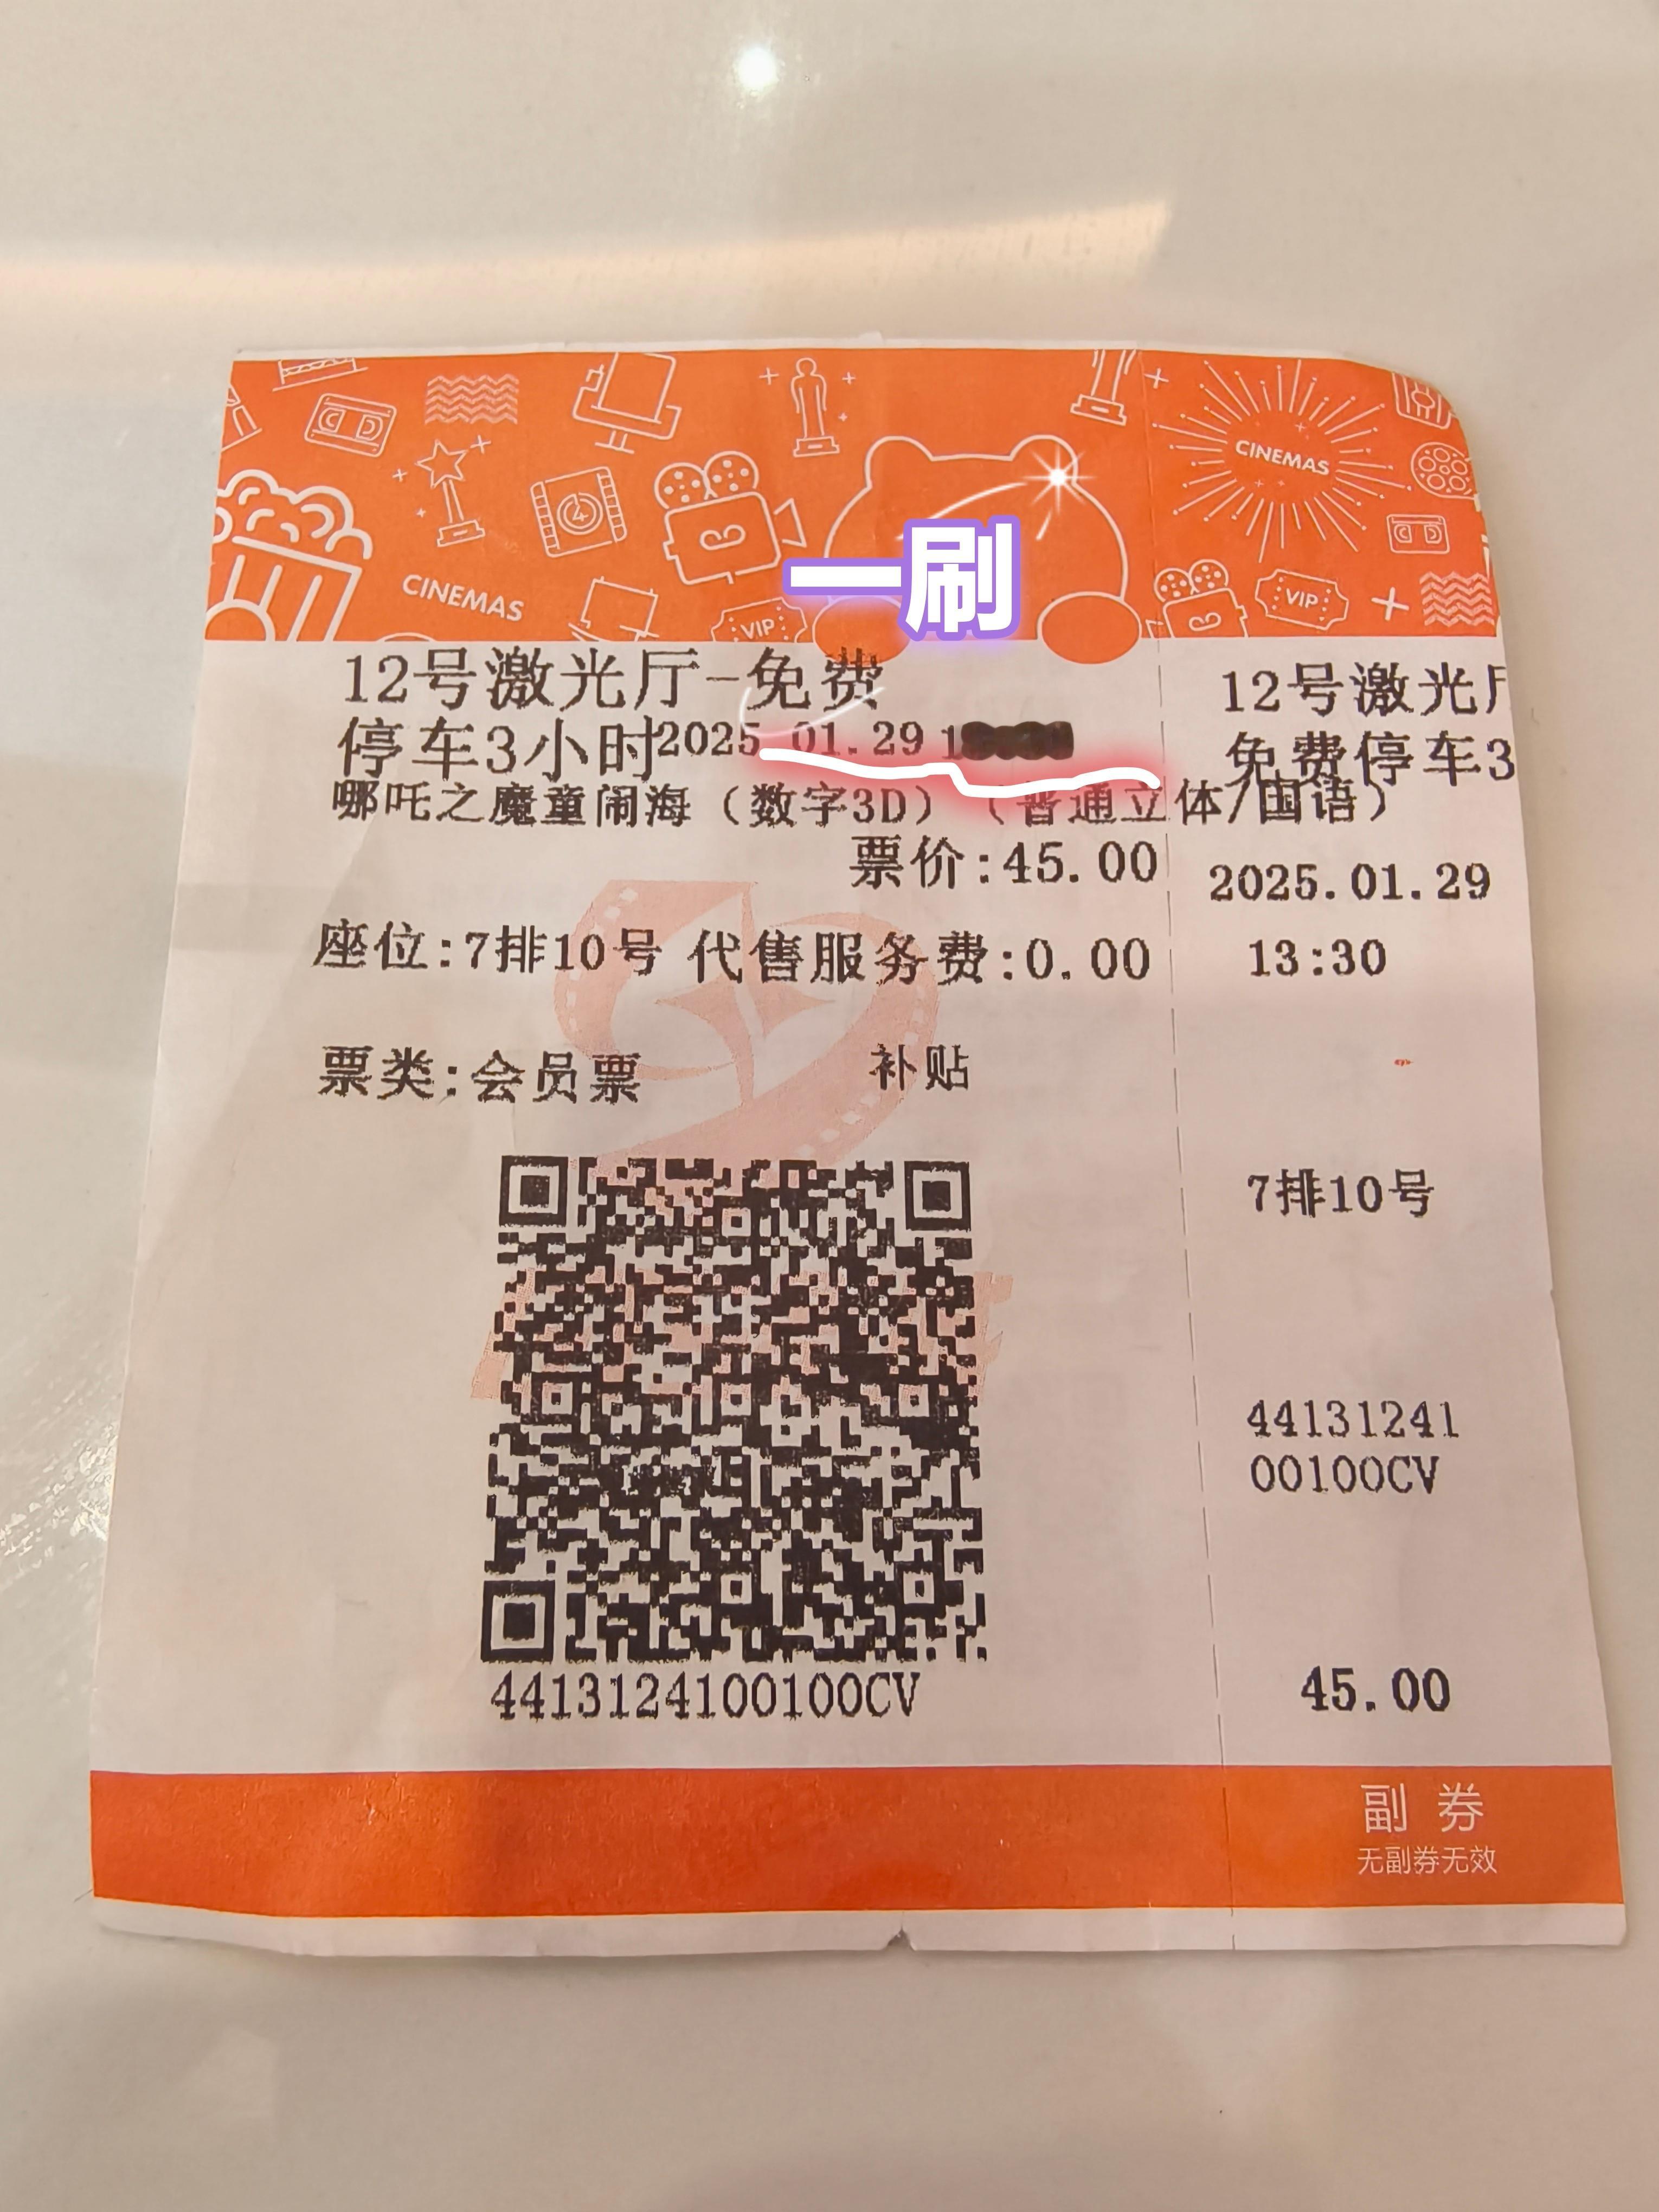 CINEMAS
CINEMAS
VIP
VIP
一刷
12号激光厅-免费
停车3小时2025.01.29 1
哪吒之魔童闹海（数字3D）（普通立体/国语）
票价:45.00
座位:7排10号 代售服务费:0.00
票类:会员票 补贴
4413124100100CV
12号激光
免费停车3
2025.01.29
13:30
7排10号
44131241
00100CV
45.00
副 券
无副券无效